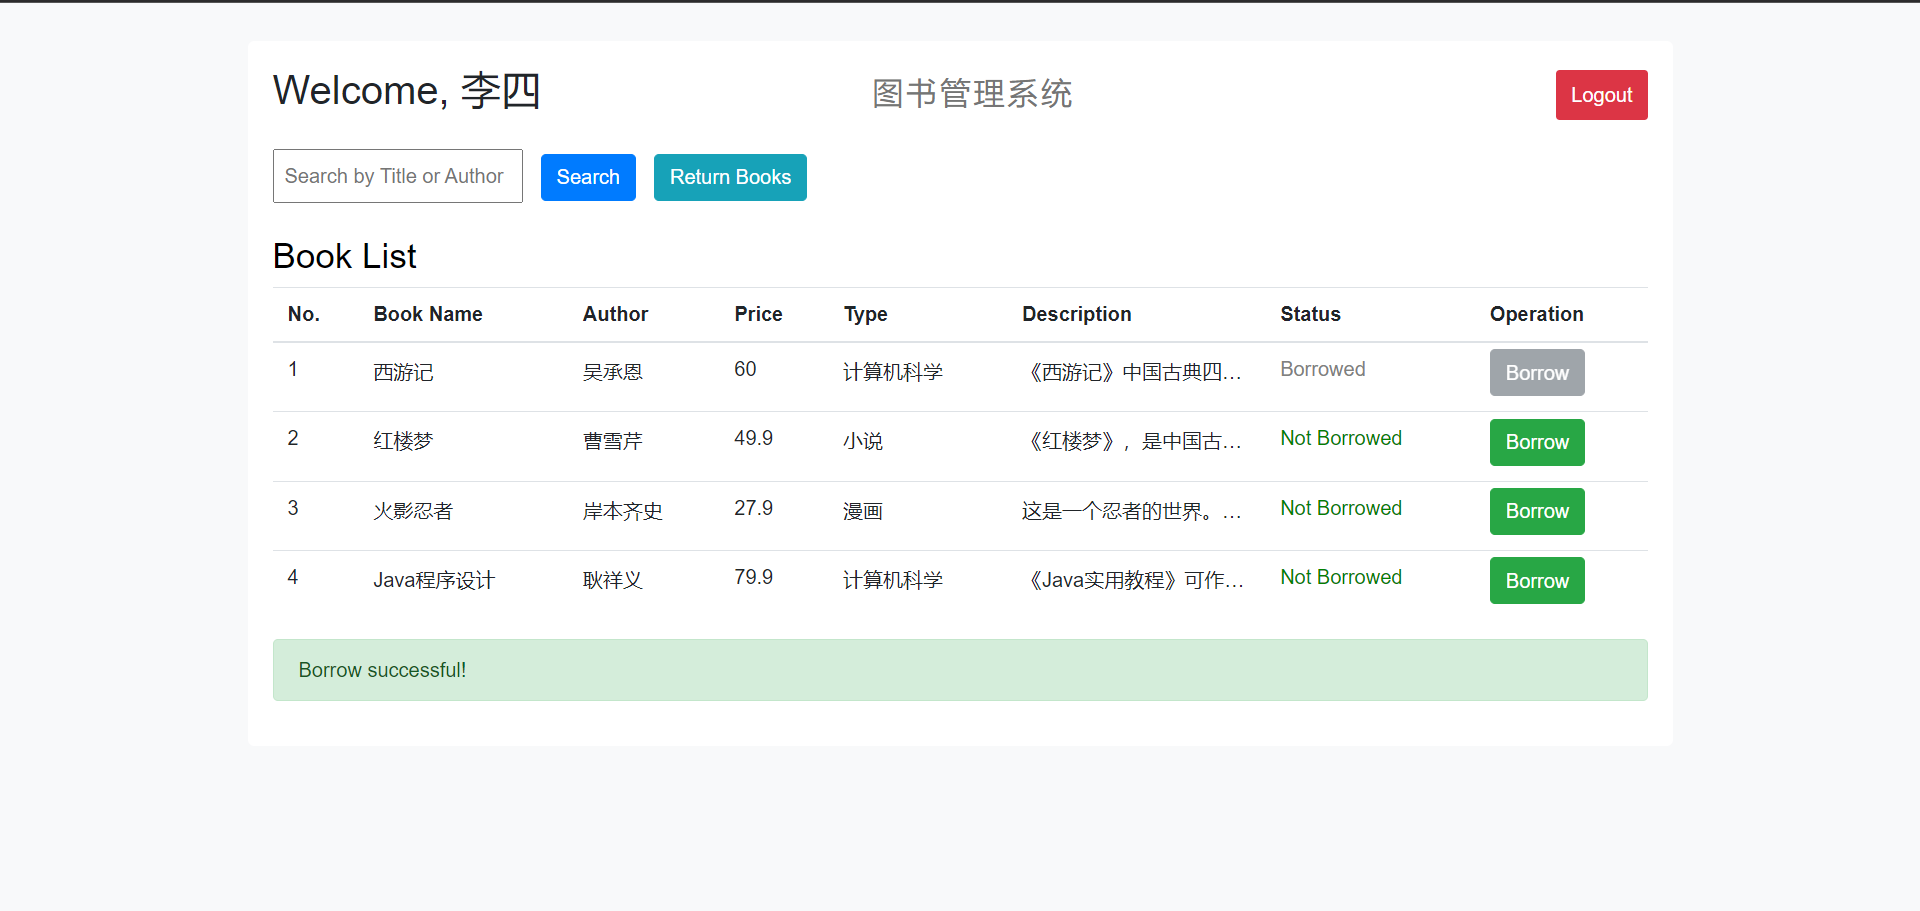 Welcome, 李四 图书管理系统 Logout
Search by Title or Author Search Return Books
Book List
No. Book Name Author Price Type Description Status Operation
1 西游记 吴承恩 60 计算机科学 《西游记》中国古典四... Borrowed Borrow
2 红楼梦 曹雪芹 49.9 小说 《红楼梦》，是中国古... Not Borrowed Borrow
3 火影忍者 岸本齐史 27.9 漫画 这是一个忍者的世界。... Not Borrowed Borrow
4 Java程序设计 耿祥义 79.9 计算机科学 《Java实用教程》可作... Not Borrowed Borrow
Borrow successful!